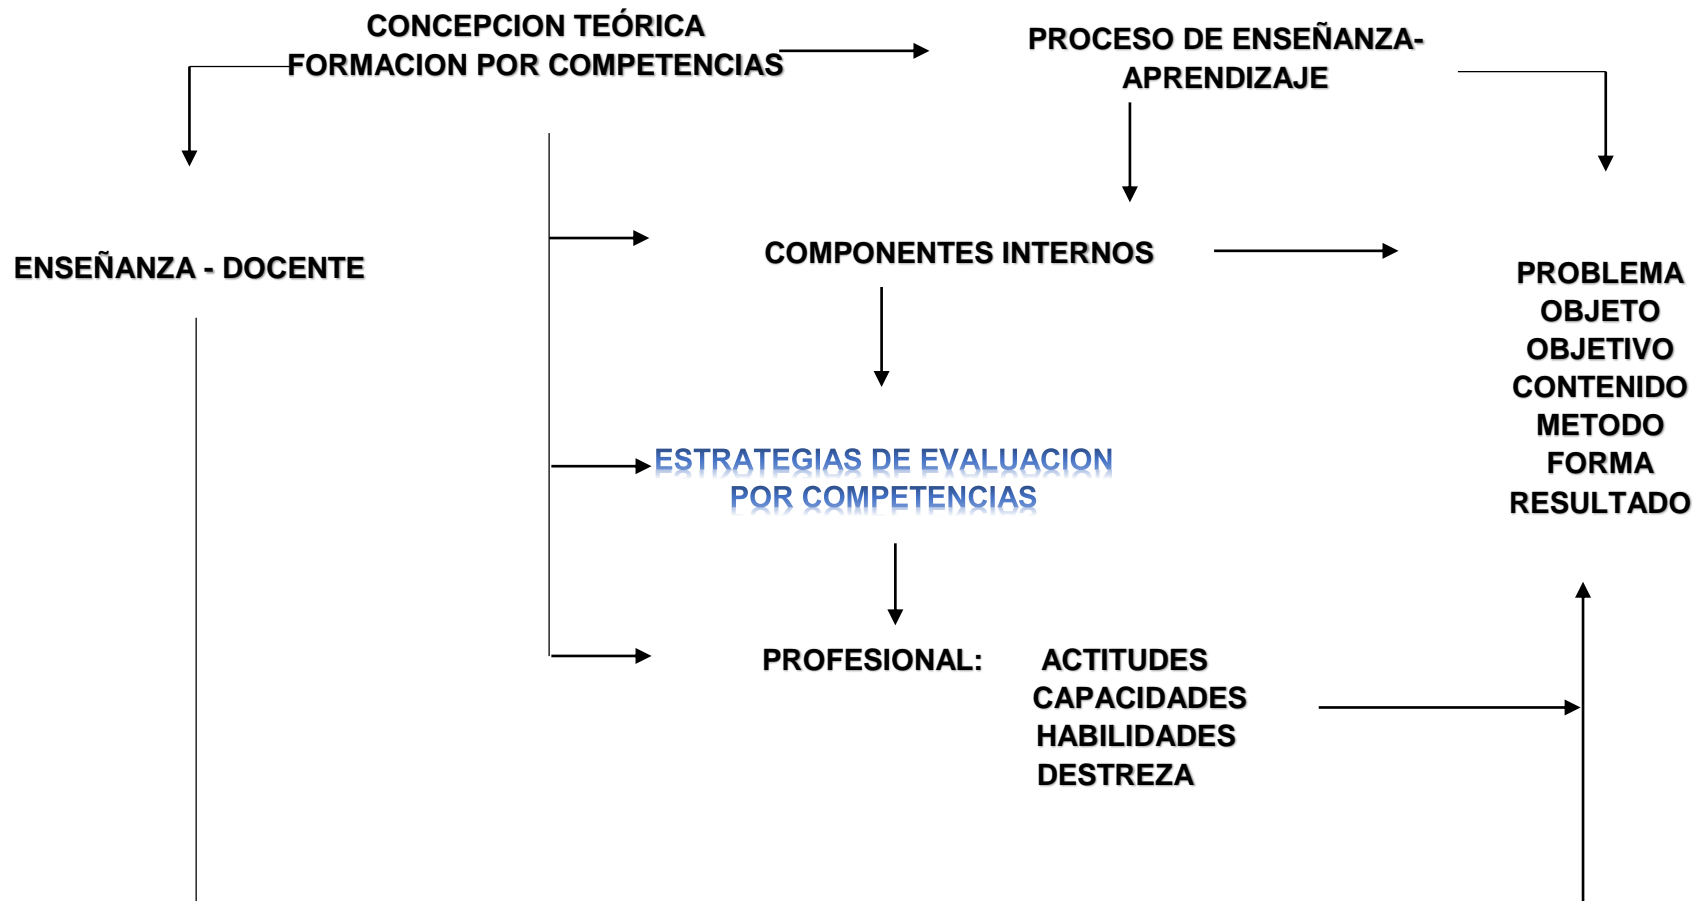 CONCEPCION TEÓRICA
FORMACION POR COMPETENCIAS
PROCESO DE ENSEÑANZA-
APRENDIZAJE
ENSEÑANZA - DOCENTE
COMPONENTES INTERNOS
PROBLEMA
OBJETO
OBJETIVO
CONTENIDO
METODO
FORMA
RESULTADO
ESTRATEGIAS DE EVALUACION
POR COMPETENCIAS
PROFESIONAL: ACTITUDES
CAPACIDADES
HABILIDADES
DESTREZA